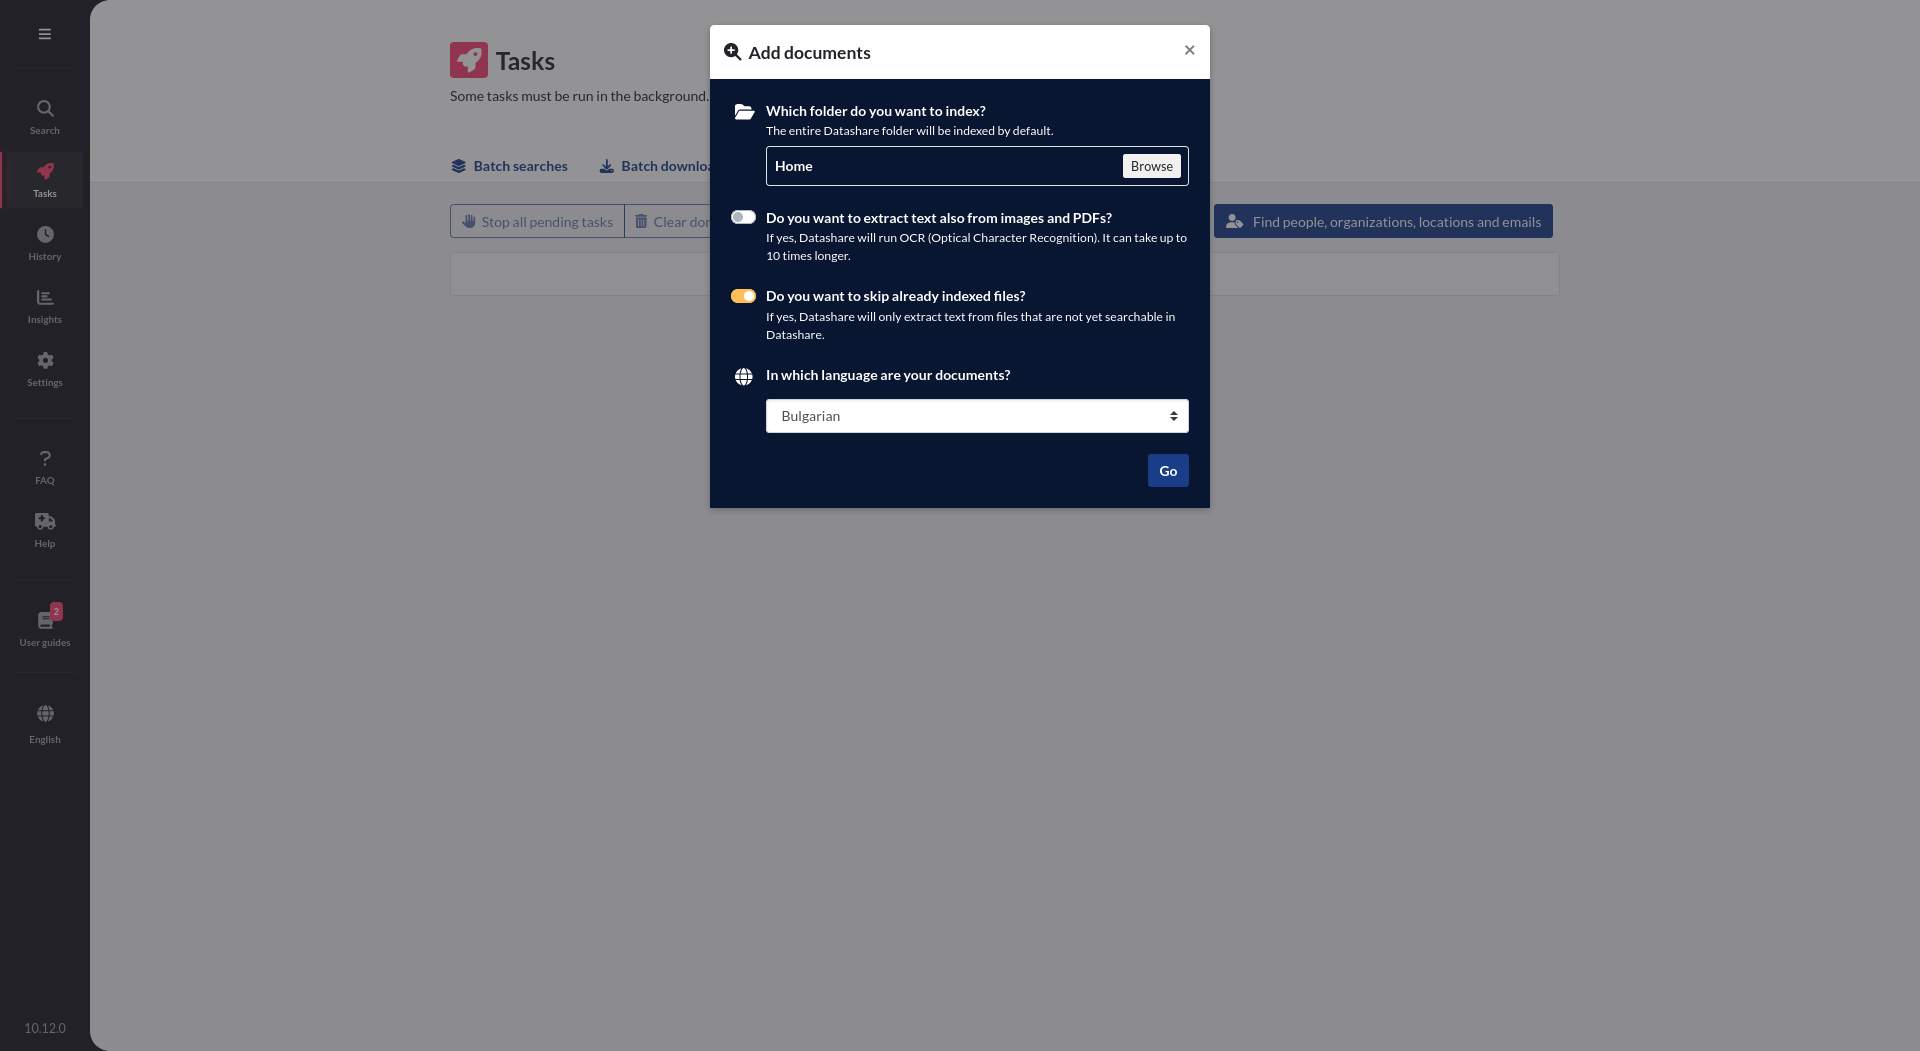 Search
Tasks
History
Insights
Settings
FAQ
Help
2
User guides
English
10.12.0
Tasks
Some tasks must be run in the background.
Batch searches
Batch downloa
Stop all pending tasks
Clear don
Find people, organizations, locations and emails
Add documents
×
Which folder do you want to index?
The entire Datashare folder will be indexed by default.
Home
Browse
Do you want to extract text also from images and PDFs?
If yes, Datashare will run OCR (Optical Character Recognition). It can take up to
10 times longer.
Do you want to skip already indexed files?
If yes, Datashare will only extract text from files that are not yet searchable in
Datashare.
In which language are your documents?
Bulgarian
Go